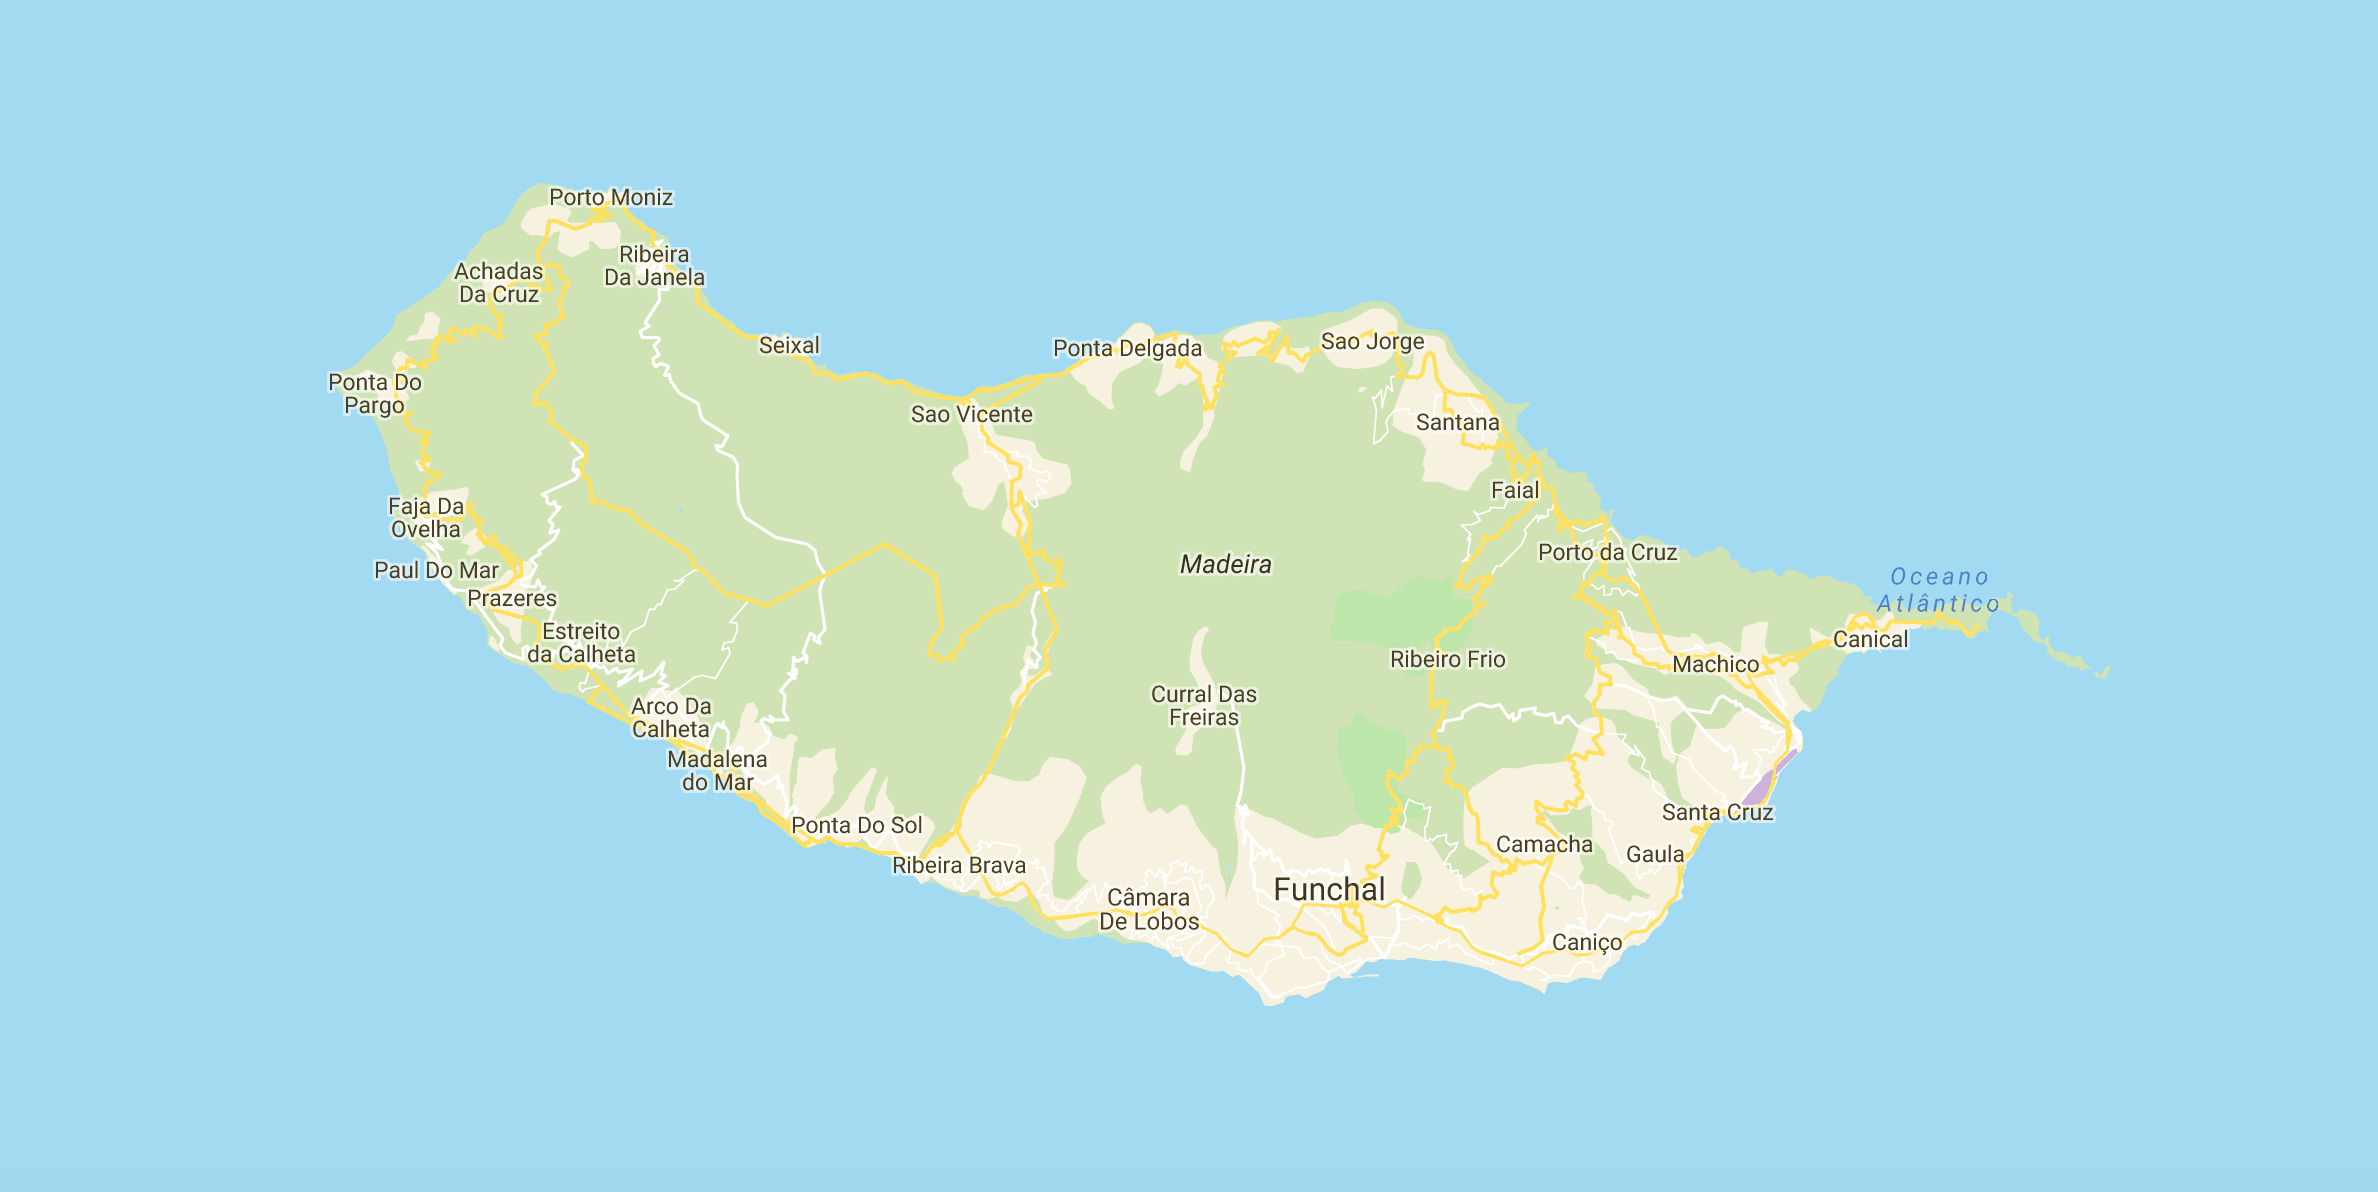 Porto Moniz
Ribeira
Da Janela
Achadas
Da Cruz
Seixal
Ponta Delgada
Sao Jorge
Ponta Do
Pargo
Sao Vicente
Santana
Faial
Faja Da
Ovelha
Porto da Cruz
Madeira
Paul Do Mar
Oceano
Atlântico
Prazeres
Estreito
da Calheta
Canical
Ribeiro Frio
Machico
Curral Das
Freiras
Arco Da
Calheta
Madalena
do Mar
Santa Cruz
Ponta Do Sol
Camacha
Gaula
Ribeira Brava
Funchal
Câmara
De Lobos
Caniço